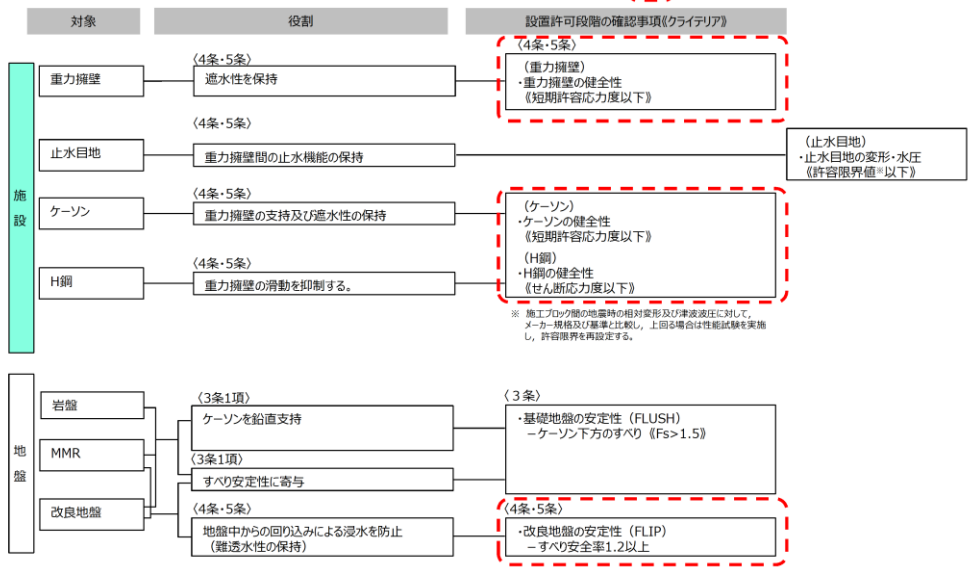 対象
役割
設置許可段階の確認事項《クライテリア》
施設
重力擁壁
〈4条・5条〉
遮水性を保持
〈4条・5条〉
（重力擁壁）
・重力擁壁の健全性
《短期許容応力度以下》
止水目地
〈4条・5条〉
重力擁壁間の止水機能の保持
（止水目地）
・止水目地の変形・水圧
《許容限界値※以下》
ケーソン
〈4条・5条〉
重力擁壁の支持及び遮水性の保持
（ケーソン）
・ケーソンの健全性
《短期許容応力度以下》
H鋼
〈4条・5条〉
重力擁壁の滑動を抑制する。
（H鋼）
・H鋼の健全性
《せん断応力度以下》
※ 施工ブロック間の地震時の相対変形及び津波波圧に対して，
メーカー規格及び基準と比較し，上回る場合は性能試験を実施
し，許容限界を再設定する。
地盤
岩盤
MMR
改良地盤
〈3条1項〉
ケーソンを鉛直支持
〈3条1項〉
すべり安定性に寄与
〈3条〉
・基礎地盤の安定性（FLUSH）
－ケーソン下方のすべり《Fs>1.5》
〈4条・5条〉
地盤中からの回り込みによる浸水を防止
（難透水性の保持）
〈4条・5条〉
・改良地盤の安定性（FLIP）
－すべり安全率1.2以上